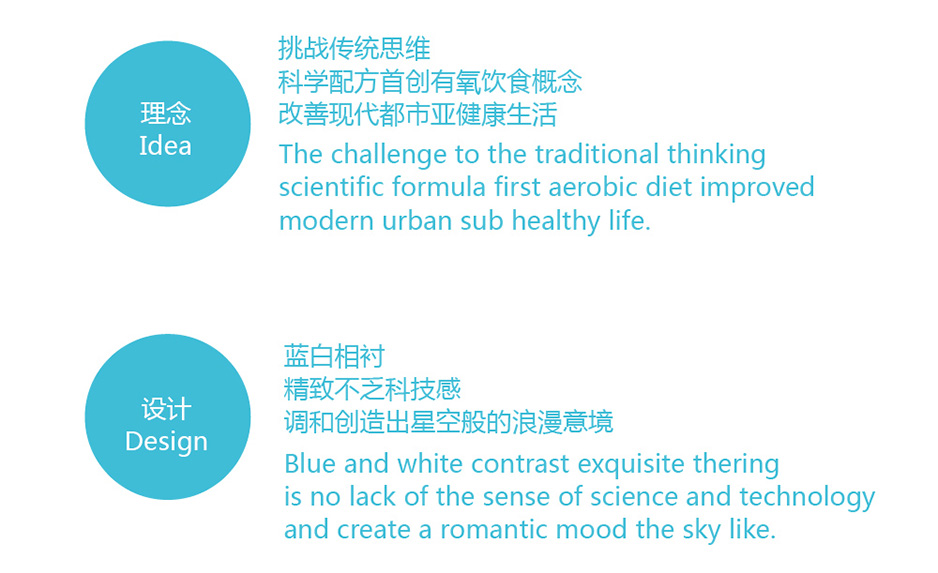 理念
Idea
挑战传统思维
科学配方首创有氧饮食概念
改善现代都市亚健康生活
The challenge to the traditional thinking
scientific formula first aerobic diet improved
modern urban sub healthy life.
设计
Design
蓝白相衬
精致不乏科技感
调和创造出星空般的浪漫意境
Blue and white contrast exquisite thering
is no lack of the sense of science and technology
and create a romantic mood the sky like.